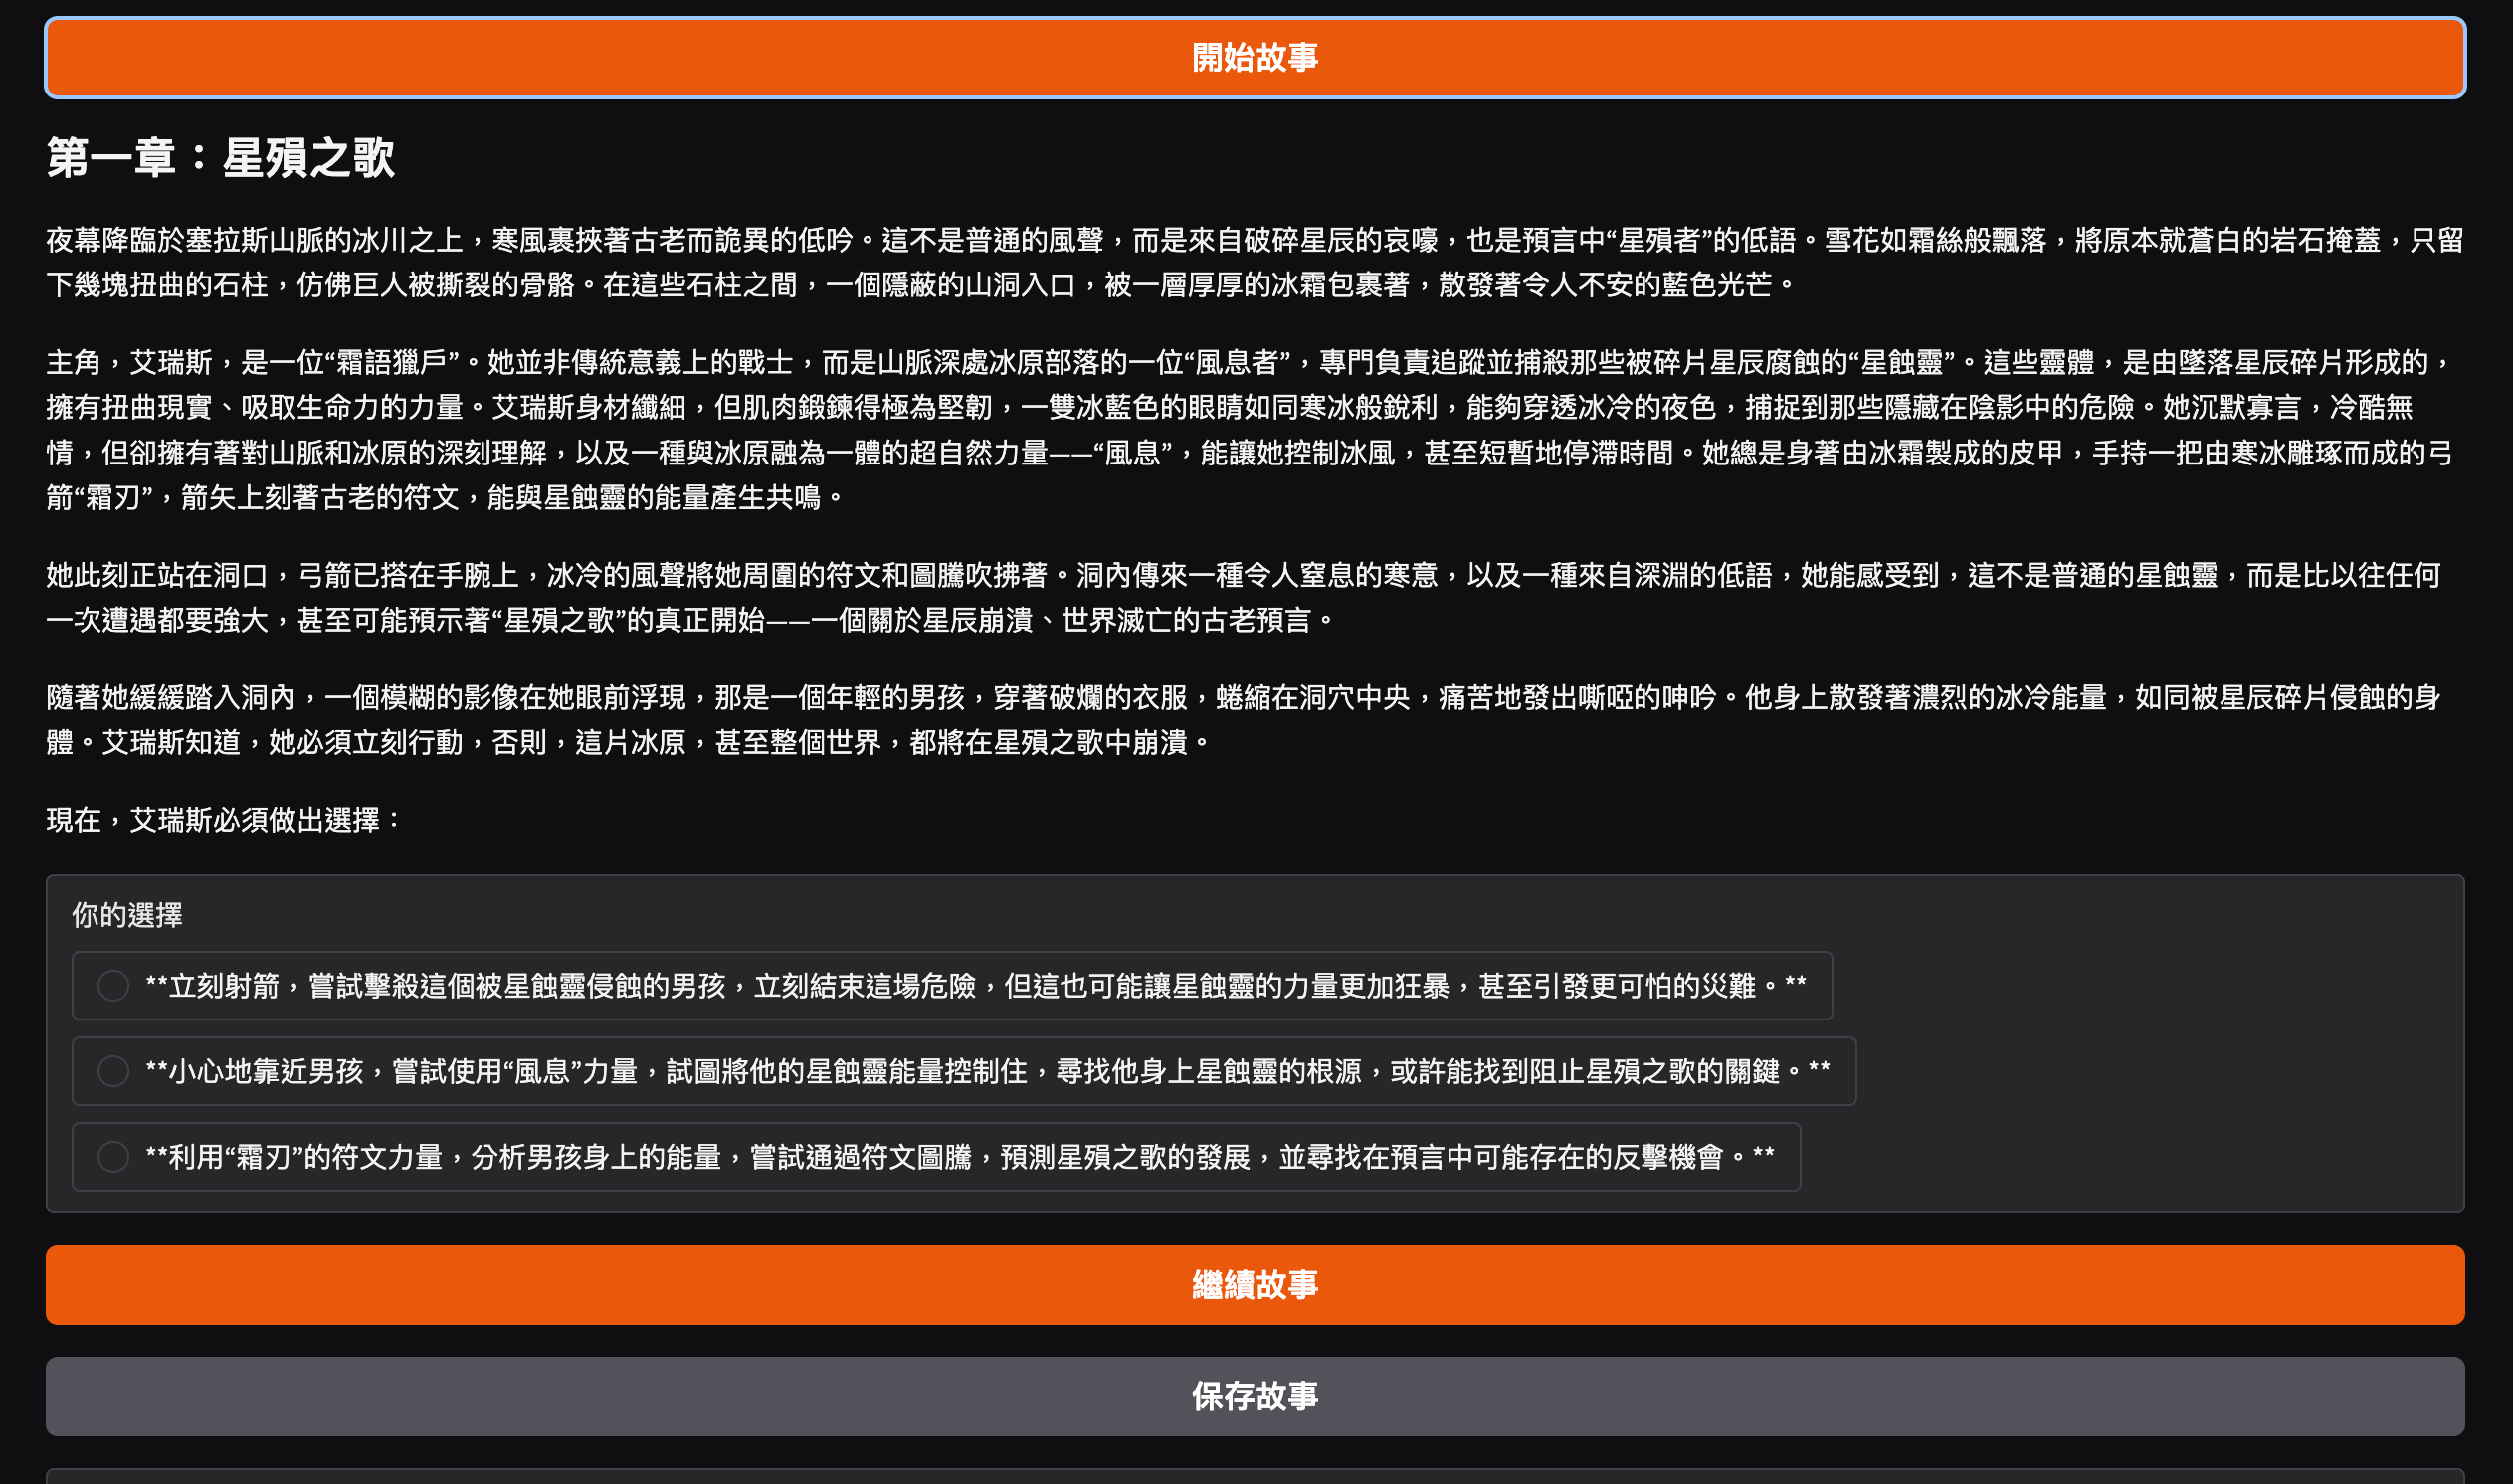 開始故事
第一章：星殞之歌
夜幕降臨於塞拉斯山脈的冰川之上，寒風裹挾著古老而詭異的低吟。這不是普通的風聲，而是來自破碎星辰的哀嚎，也是預言中“星殞者”的低語。雪花如霜絲般飄落，將原本就蒼白的岩石掩蓋，只留
下幾塊扭曲的石柱，仿佛巨人被撕裂的骨骼。在這些石柱之間，一個隱蔽的山洞入口，被一層厚厚的冰霜包裹著，散發著令人不安的藍色光芒。
主角，艾瑞斯，是一位“霜語獵戶”。她並非傳統意義上的戰士，而是山脈深處冰原部落的一位“風息者”，專門負責追蹤並捕殺那些被碎片星辰腐蝕的“星蝕靈”。這些靈體，是由墜落星辰碎片形成的，
擁有扭曲現實、吸取生命力的力量。艾瑞斯身材纖細，但肌肉鍛鍊得極為堅韌，一雙冰藍色的眼睛如同寒冰般銳利，能夠穿透冰冷的夜色，捕捉到那些隱藏在陰影中的危險。她沉默寡言，冷酷無
情，但卻擁有著對山脈和冰原的深刻理解，以及一種與冰原融為一體的超自然力量——“風息”，能讓她控制冰風，甚至短暫地停滯時間。她總是身著由冰霜製成的皮甲，手持一把由寒冰雕琢而成的弓
箭“霜刃”，箭矢上刻著古老的符文，能與星蝕靈的能量產生共鳴。
她此刻正站在洞口，弓箭已搭在手腕上，冰冷的風聲將她周圍的符文和圖騰吹拂著。洞內傳來一種令人窒息的寒意，以及一種來自深淵的低語，她能感受到，這不是普通的星蝕靈，而是比以往任何
一次遭遇都要強大，甚至可能預示著“星殞之歌”的真正開始——一個關於星辰崩潰、世界滅亡的古老預言。
隨著她緩緩踏入洞內，一個模糊的影像在她眼前浮現，那是一個年輕的男孩，穿著破爛的衣服，蜷縮在洞穴中央，痛苦地發出嘶啞的呻吟。他身上散發著濃烈的冰冷能量，如同被星辰碎片侵蝕的身
體。艾瑞斯知道，她必須立刻行動，否則，這片冰原，甚至整個世界，都將在星殞之歌中崩潰。
現在，艾瑞斯必須做出選擇：
你的選擇
**立刻射箭，嘗試擊殺這個被星蝕靈侵蝕的男孩，立刻結束這場危險，但這也可能讓星蝕靈的力量更加狂暴，甚至引發更可怕的災難。**
**小心地靠近男孩，嘗試使用“風息”力量，試圖將他的星蝕靈能量控制住，尋找他身上星蝕靈的根源，或許能找到阻止星殞之歌的關鍵。**
**利用“霜刃”的符文力量，分析男孩身上的能量，嘗試通過符文圖騰，預測星殞之歌的發展，並尋找在預言中可能存在的反擊機會。**
繼續故事
保存故事